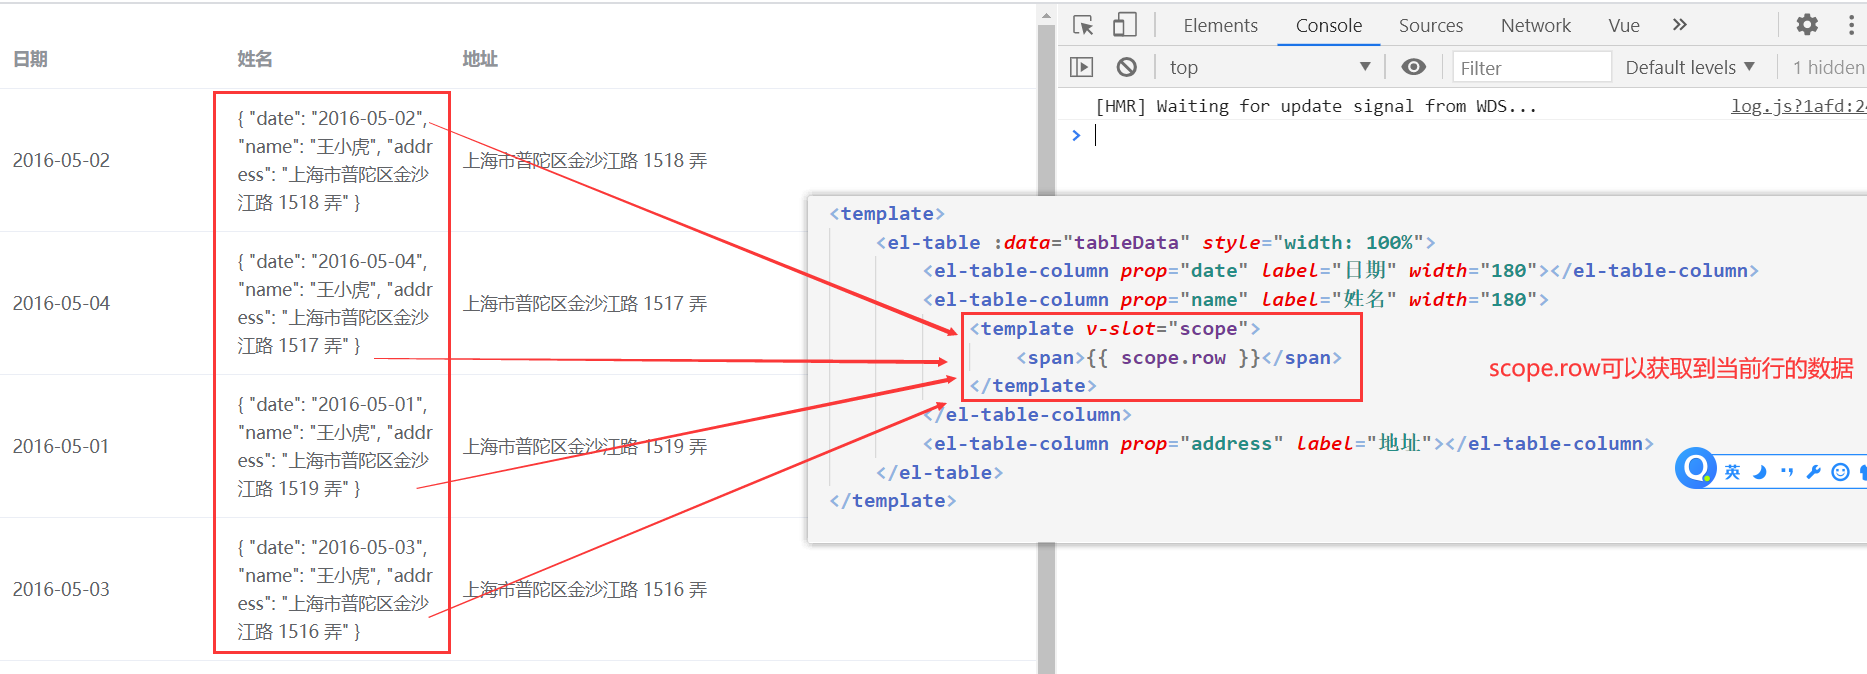 日期 姓名 地址
2016-05-02
{ "date": "2016-05-02",
"name": "王小虎", "addr
ess": "上海市普陀区金沙
江路 1518 弄" }
上海市普陀区金沙江路 1518 弄
2016-05-04
{ "date": "2016-05-04",
"name": "王小虎", "addr
ess": "上海市普陀区金沙
江路 1517 弄" }
上海市普陀区金沙江路 1517 弄
2016-05-01
{ "date": "2016-05-01",
"name": "王小虎", "addr
ess": "上海市普陀区金沙
江路 1519 弄" }
上海市普陀区金沙江路 1519 弄
2016-05-03
{ "date": "2016-05-03",
"name": "王小虎", "addr
ess": "上海市普陀区金沙
江路 1516 弄" }
上海市普陀区金沙江路 1516 弄
Elements Console Sources Network Vue
top Filter Default levels 1 hidden
[HMR] Waiting for update signal from WDS... log.js?1afd:24
<template>
<el-table :data="tableData" style="width: 100%">
<el-table-column prop="date" label="日期" width="180"></el-table-column>
<el-table-column prop="name" label="姓名" width="180">
<template v-slot="scope">
<span>{{ scope.row }}</span>
</template>
</el-table-column>
<el-table-column prop="address" label="地址"></el-table-column>
</el-table>
</template>
scope.row可以获取到当前行的数据
英